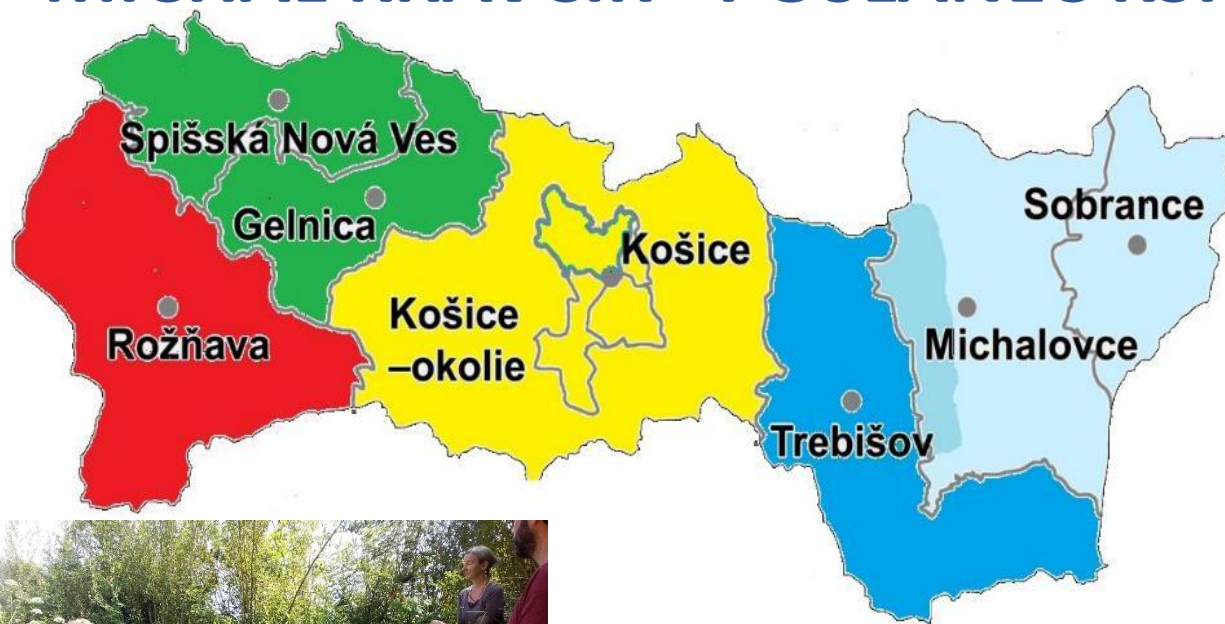 Spišská Nová Ves
Gelnica
Košice
Sobrance
Košice
–okolie
Rožňava
Michalovce
Trebišov